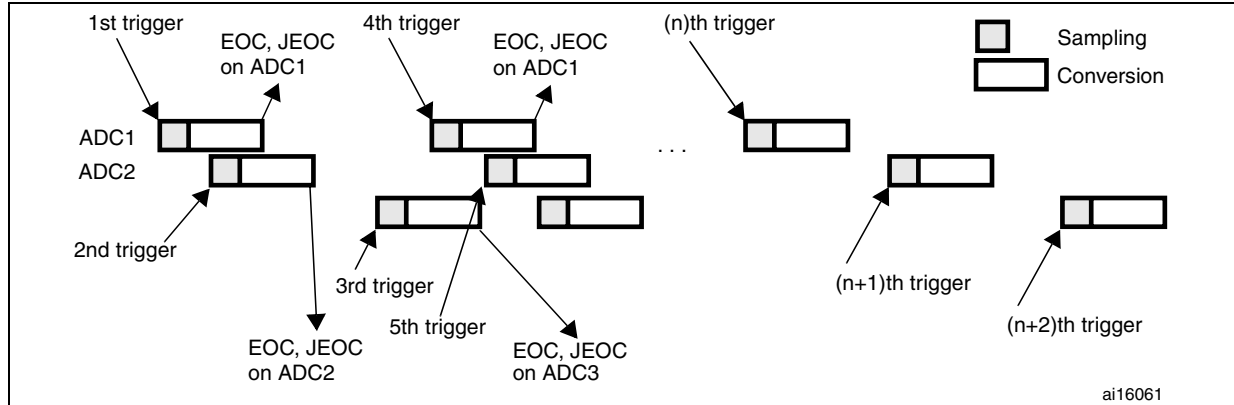 1st trigger
EOC, JEOC
on ADC1
4th trigger
EOC, JEOC
on ADC1
(n)th trigger
Sampling
Conversion
ADC1
ADC2
. . .
2nd trigger
3rd trigger
5th trigger
(n+1)th trigger
(n+2)th trigger
EOC, JEOC
on ADC2
EOC, JEOC
on ADC3
ai16061